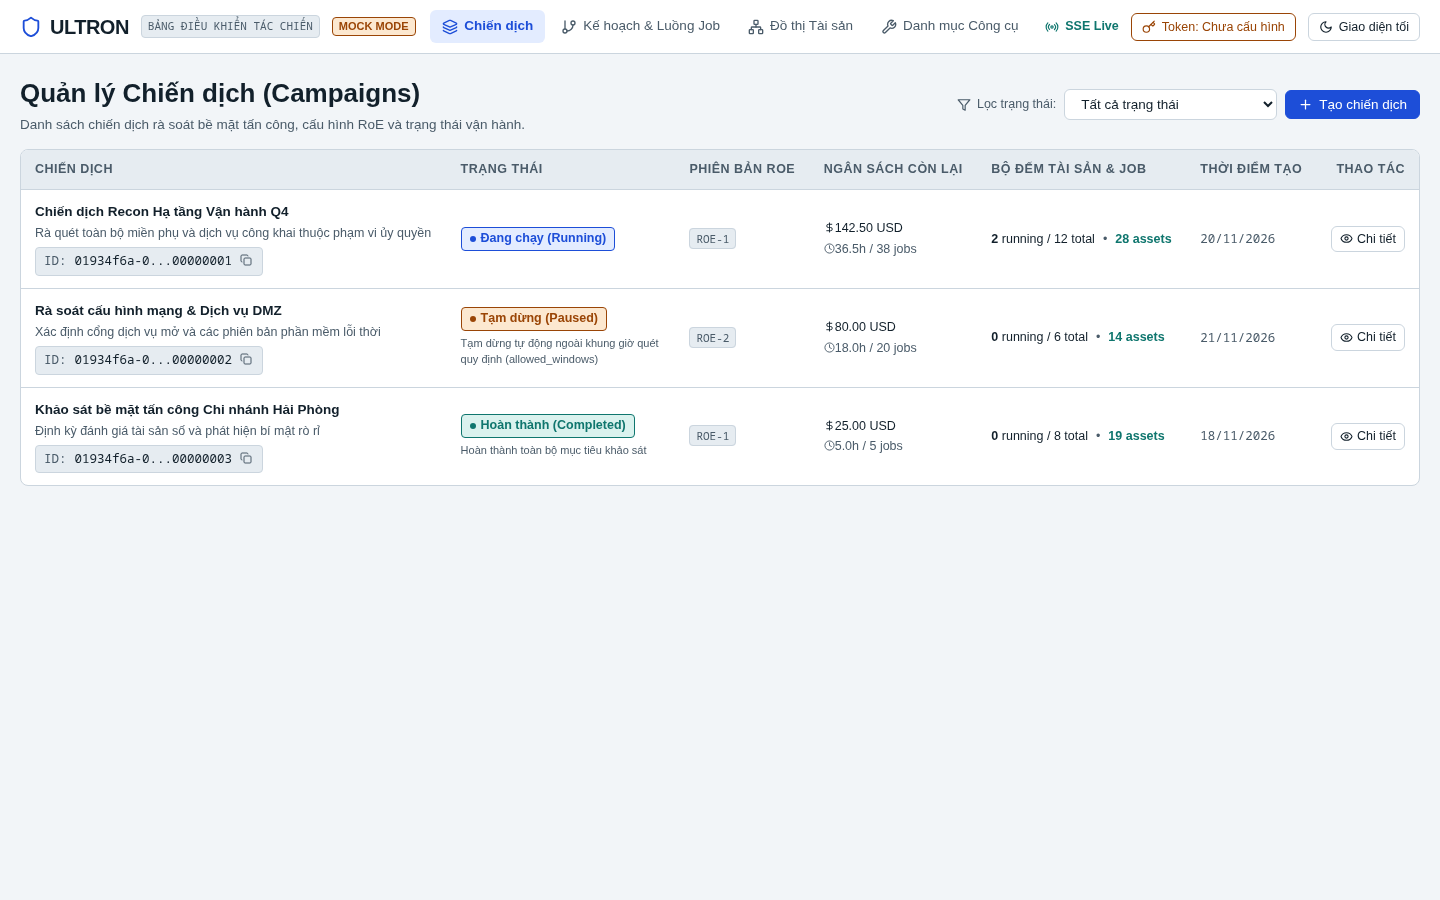 ULTRON
BẢNG ĐIỀU KHIỂN TÁC CHIẾN
MOCK MODE
Chiến dịch
Kế hoạch & Luồng Job
Đồ thị Tài sản
Danh mục Công cụ
SSE Live
Token: Chưa cấu hình
Giao diện tối
Quản lý Chiến dịch (Campaigns)
Danh sách chiến dịch rà soát bề mặt tấn công, cấu hình RoE và trạng thái vận hành.
Lọc trạng thái:
Tất cả trạng thái
Tạo chiến dịch
CHIẾN DỊCH
TRẠNG THÁI
PHIÊN BẢN ROE
NGÂN SÁCH CÒN LẠI
BỘ ĐẾM TÀI SẢN & JOB
THỜI ĐIỂM TẠO
THAO TÁC
Chiến dịch Recon Hạ tầng Vận hành Q4
Rà quét toàn bộ miền phụ và dịch vụ công khai thuộc phạm vi ủy quyền
ID: 01934f6a-0...00000001
Đang chạy (Running)
ROE-1
$142.50 USD
36.5h / 38 jobs
2 running / 12 total • 28 assets
20/11/2026
Chi tiết
Rà soát cấu hình mạng & Dịch vụ DMZ
Xác định cổng dịch vụ mở và các phiên bản phần mềm lỗi thời
ID: 01934f6a-0...00000002
Tạm dừng (Paused)
Tạm dừng tự động ngoài khung giờ quét
quy định (allowed_windows)
ROE-2
$80.00 USD
18.0h / 20 jobs
0 running / 6 total • 14 assets
21/11/2026
Chi tiết
Khảo sát bề mặt tấn công Chi nhánh Hải Phòng
Định kỳ đánh giá tài sản số và phát hiện bí mật rò rỉ
ID: 01934f6a-0...00000003
Hoàn thành (Completed)
Hoàn thành toàn bộ mục tiêu khảo sát
ROE-1
$25.00 USD
5.0h / 5 jobs
0 running / 8 total • 19 assets
18/11/2026
Chi tiết